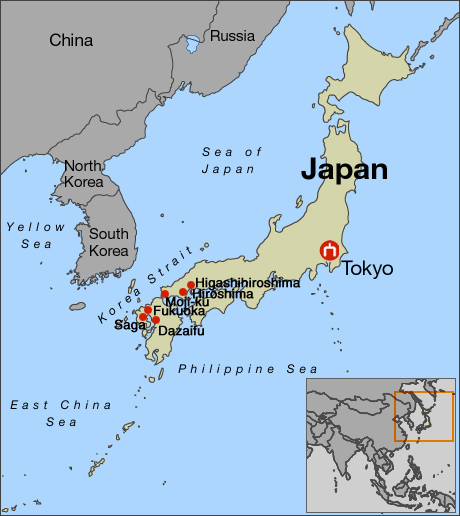 China
Russia
Sea of
Japan
Japan
North
Korea
Yellow
Sea
South
Korea
Korea Strait
Tokyo
Higashihiroshima
Hiroshima
Moji-ku
Fukuoka
Saga
Dazaifu
Philippine Sea
East China
Sea